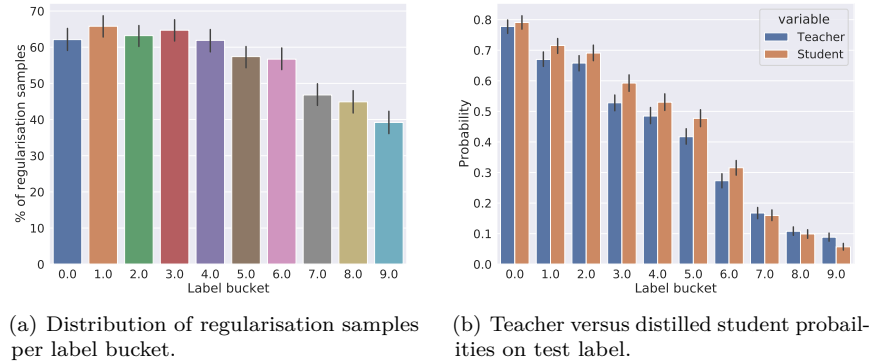 70
60
50
40
30
20
10
0
% of regularisation samples
0.0 1.0 2.0 3.0 4.0 5.0 6.0 7.0 8.0 9.0
Label bucket
(a) Distribution of regularisation samples
per label bucket.
variable
Teacher
Student
0.8
0.7
0.6
0.5
0.4
0.3
0.2
0.1
0.0
Probability
0.0 1.0 2.0 3.0 4.0 5.0 6.0 7.0 8.0 9.0
Label bucket
(b) Teacher versus distilled student probail-
ities on test label.